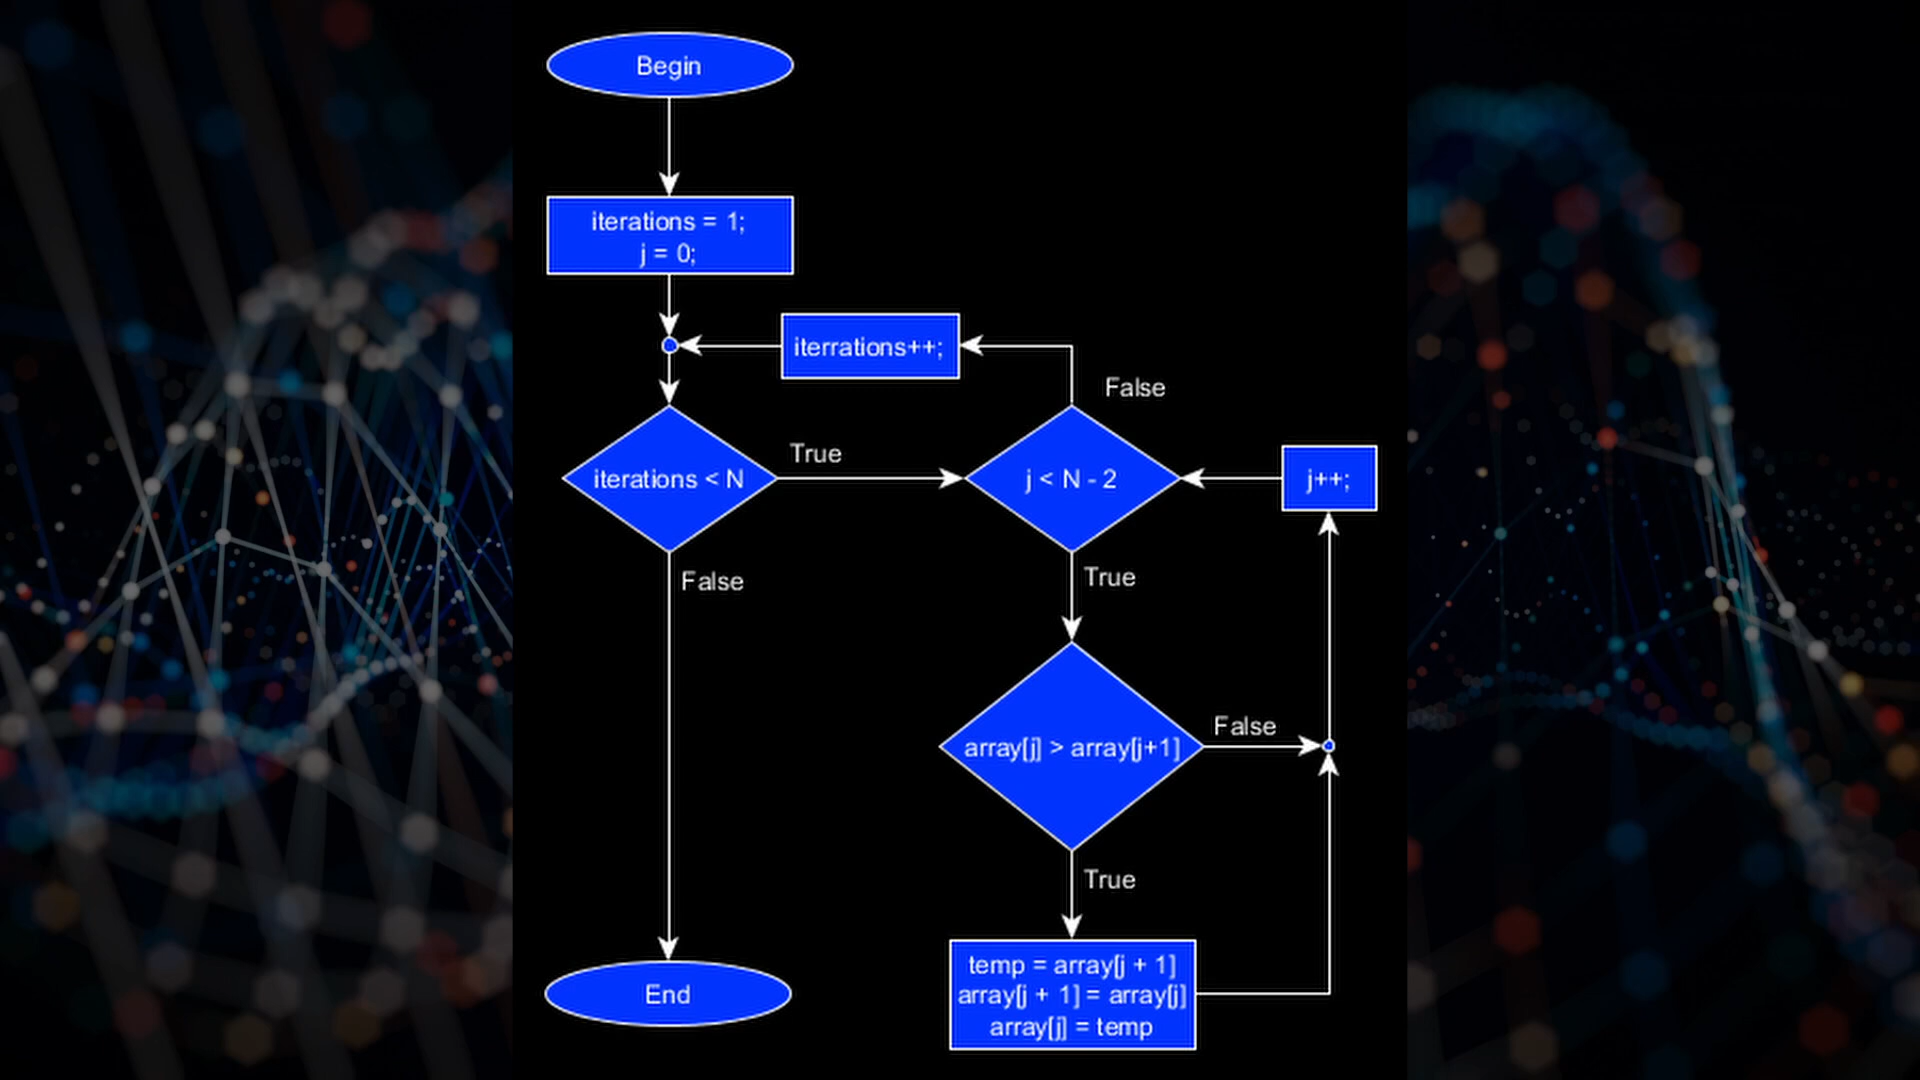 Begin
iterations = 1;
j = 0;
iterrations++;
False
iterations < N
True
j < N - 2
j++;
False
True
array[j] > array[j+1]
False
True
temp = array[j + 1]
array[j + 1] = array[j]
array[j] = temp
End